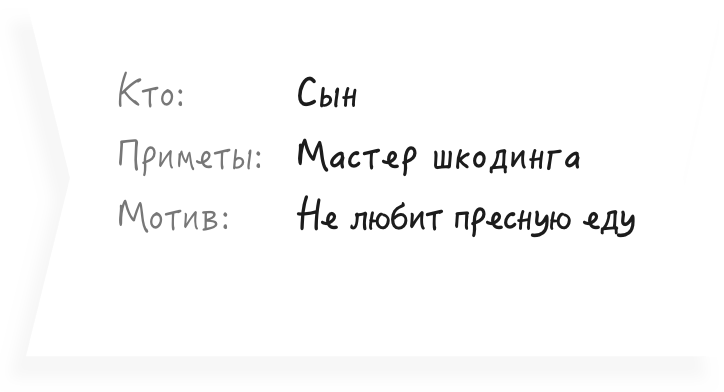 Кто: Сын
Приметы: Мастер шкодинга
Мотив: Не любит пресную еду